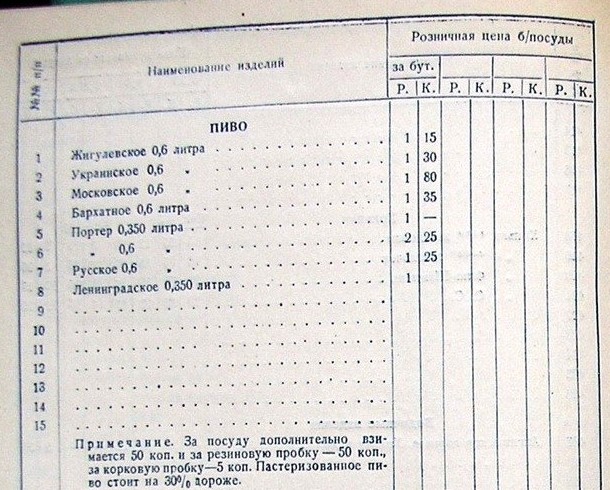 №№ п/п Наименование изделий Розничная цена б/посуды
за бут.
Р. К. Р. К. Р. К. Р. К.
ПИВО
1 Жигулевское 0,6 литра 1 15
2 Украинское 0,6 „ 1 30
3 Московское 0,6 „ 1 80
4 Бархатное 0,6 литра 1 35
5 Портер 0,350 литра 1 —
6 „ 0,6 „ 2 25
7 Русское 0,6 „ 1 25
8 Ленинградское 0,350 литра 1
9
10
11
12
13
14
15
Примечание. За посуду дополнительно взи-
мается 50 коп. и за резиновую пробку — 50 коп.,
за корковую пробку—5 коп. Пастеризованное пи-
во стоит на 30% дороже.